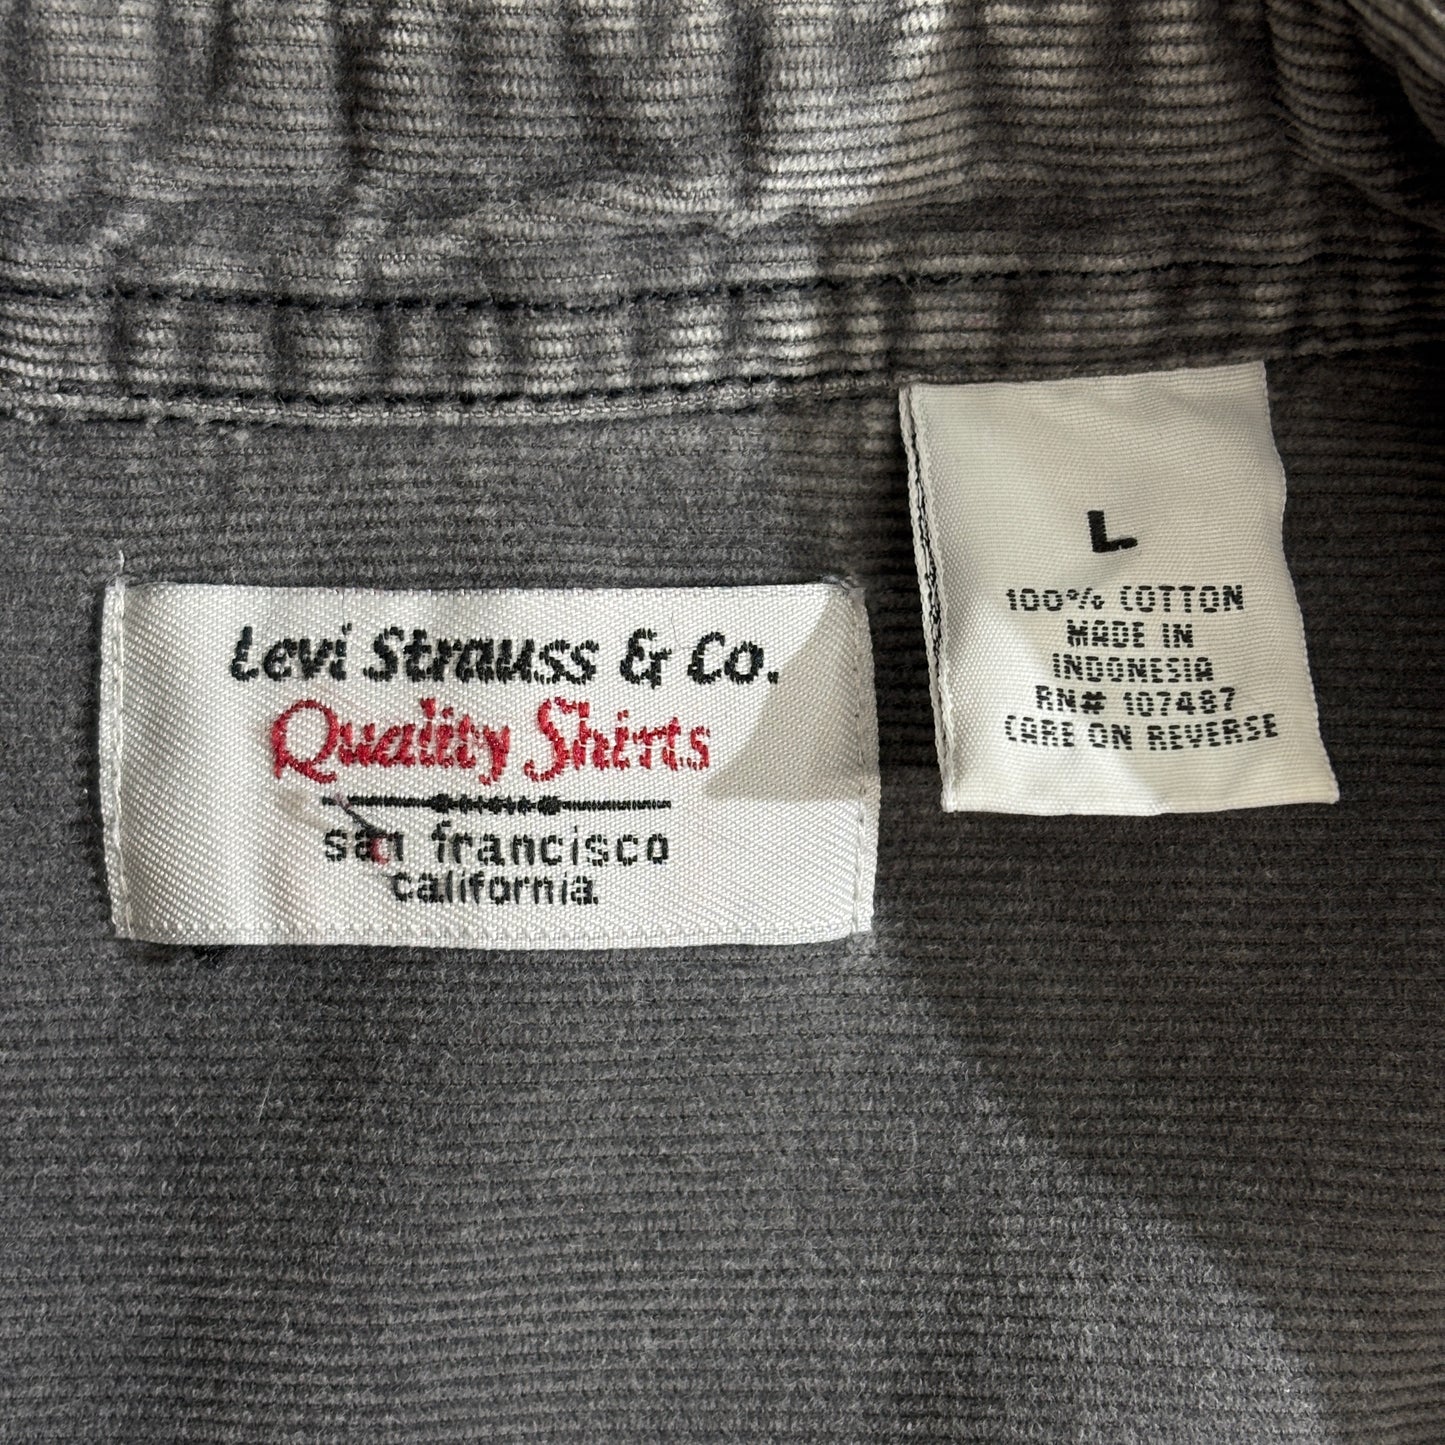 Levi Strauss & Co.
Quality Shirts
san francisco
california
L
100% COTTON
MADE IN
INDONESIA
RN# 107487
CARE ON REVERSE